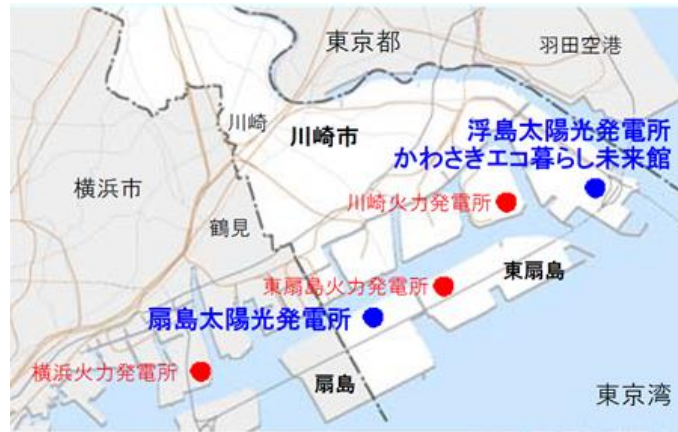 東京都
羽田空港
川崎
川崎市
浮島太陽光発電所
かわさきエコ暮らし未来館
横浜市
川崎火力発電所
鶴見
東扇島火力発電所
東扇島
扇島太陽光発電所
横浜火力発電所
扇島
東京湾